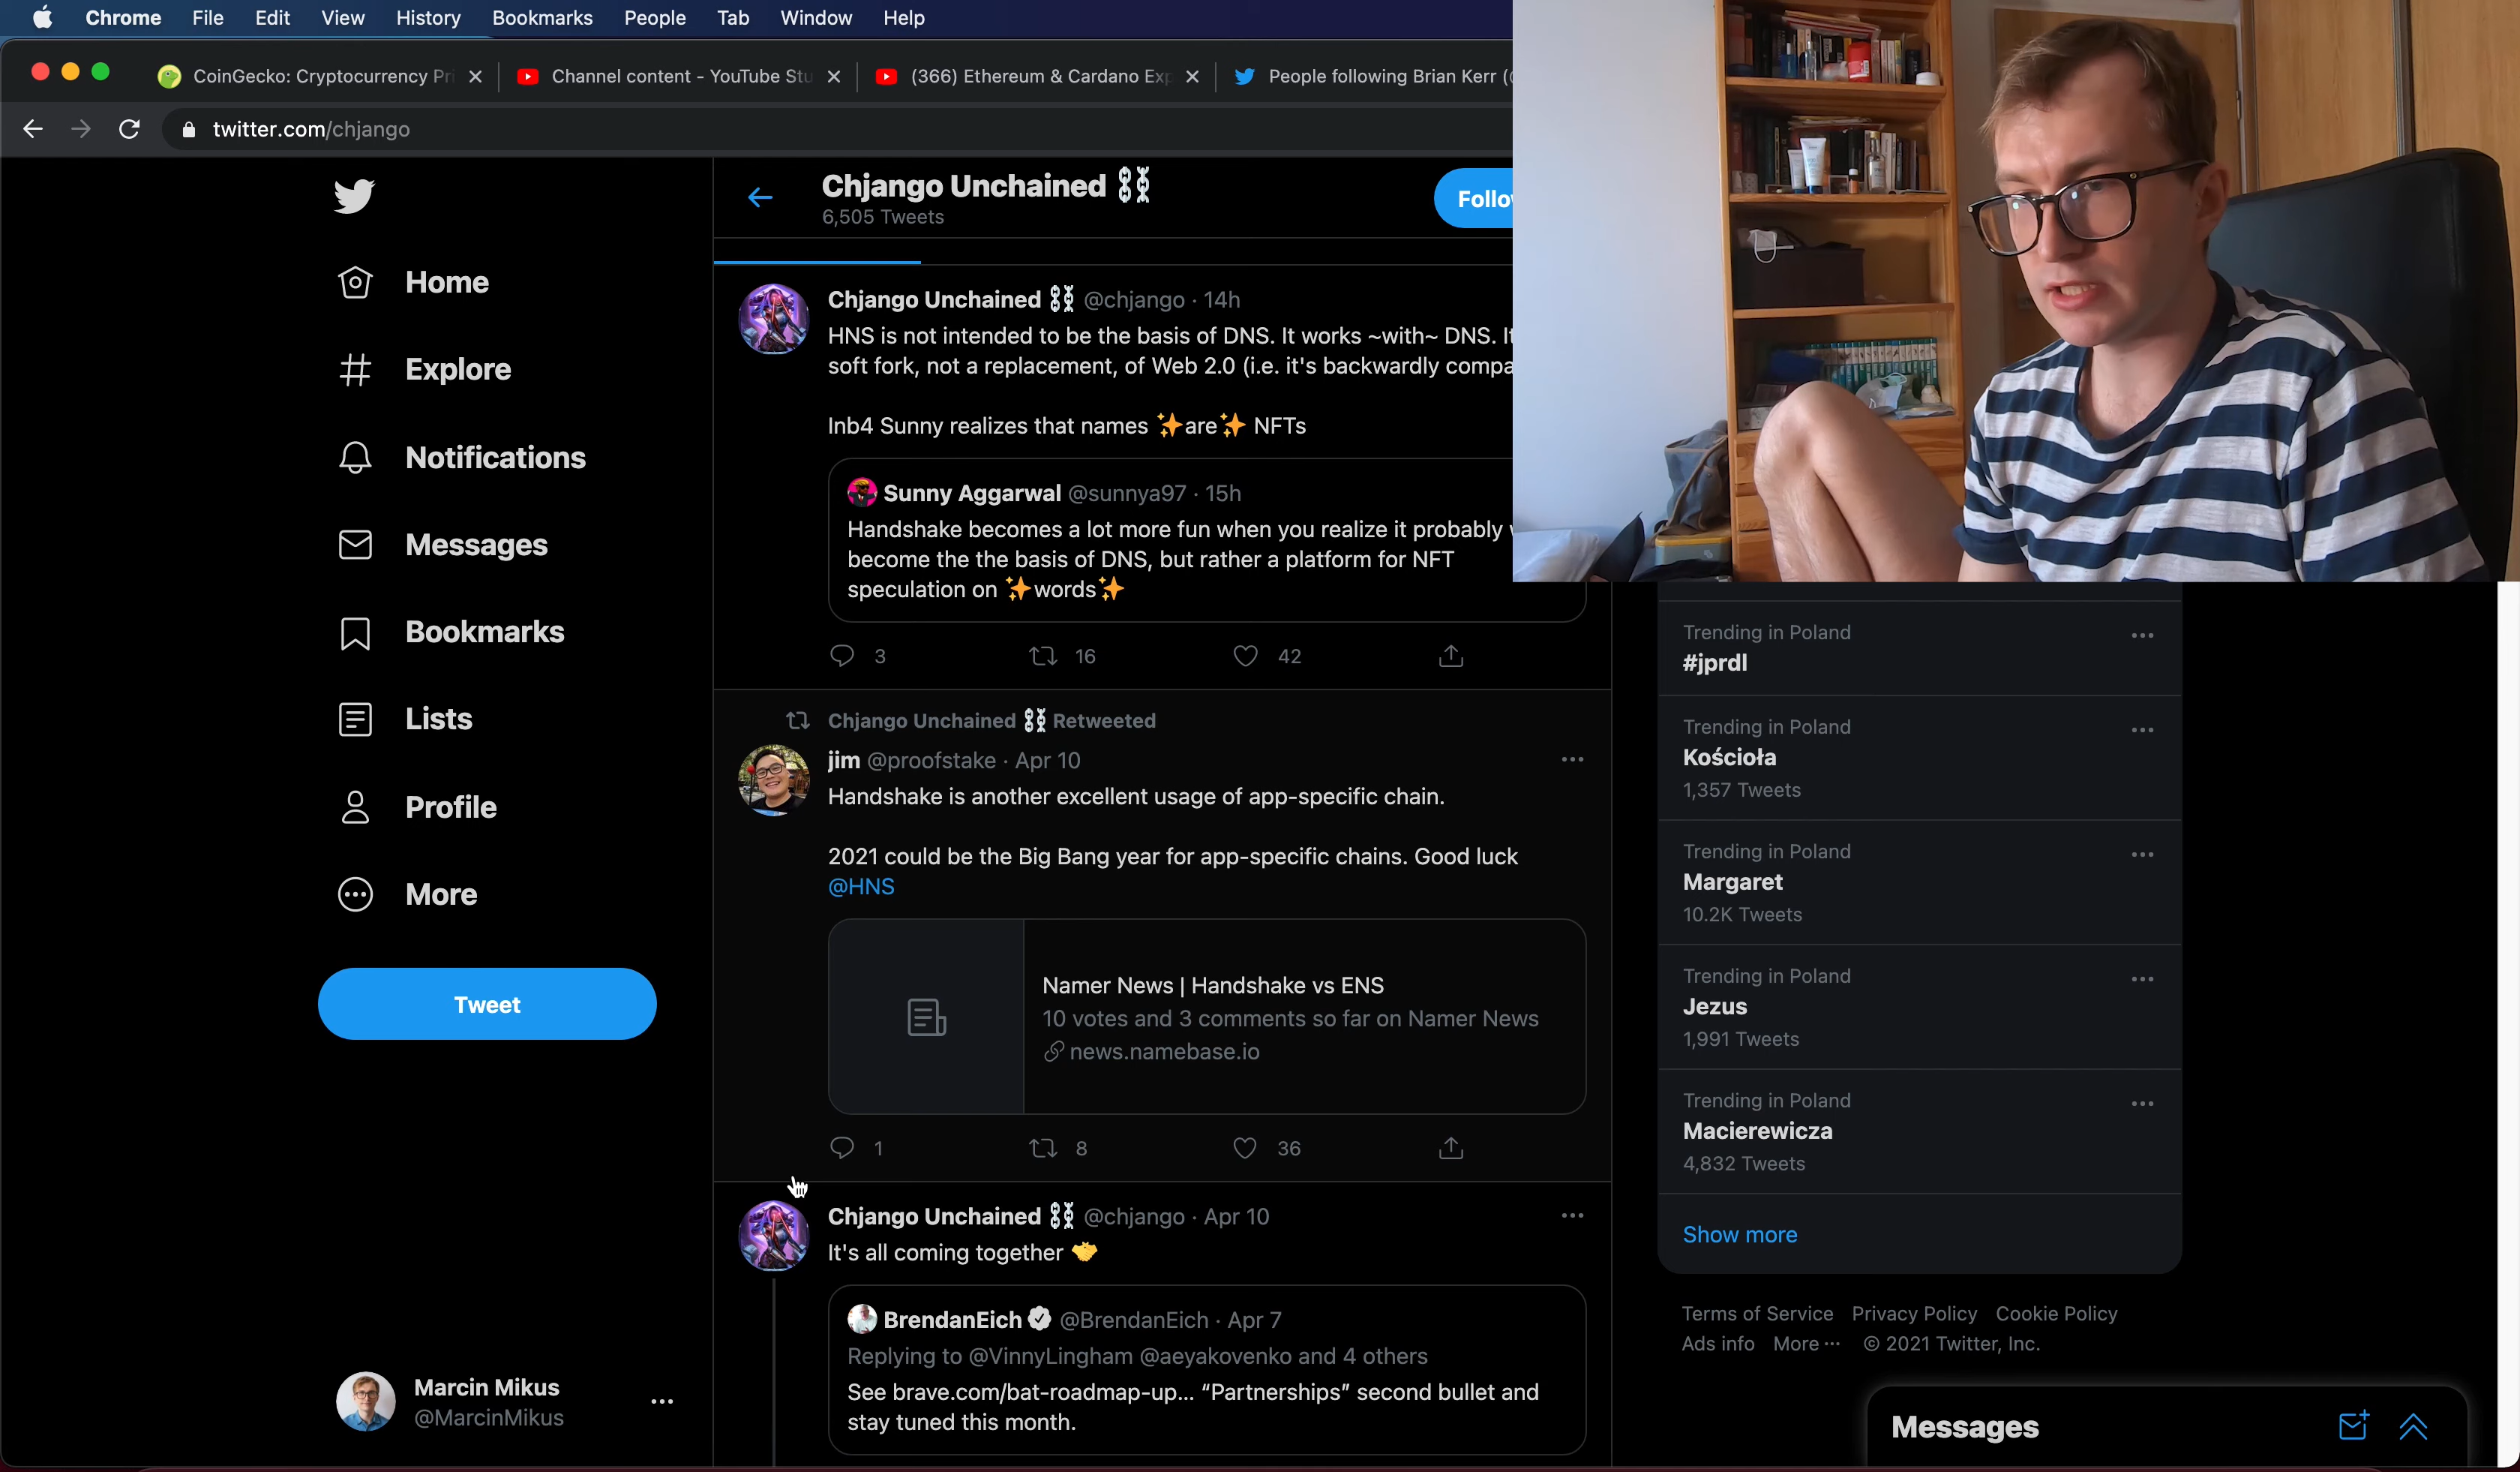 Chrome File Edit View History Bookmarks People Tab Window Help
CoinGecko: Cryptocurrency Pri
Channel content - YouTube Stu
(366) Ethereum & Cardano Exp
People following Brian Kerr (
twitter.com/chjango
Chjango Unchained
6,505 Tweets
Follo
Home
Explore
Notifications
Messages
Bookmarks
Lists
Profile
More
Tweet
Marcin Mikus
@MarcinMikus
Chjango Unchained @chjango · 14h
HNS is not intended to be the basis of DNS. It works ~with~ DNS. It
soft fork, not a replacement, of Web 2.0 (i.e. it's backwardly compa
Inb4 Sunny realizes that names ✨are✨ NFTs
Sunny Aggarwal @sunnya97 · 15h
Handshake becomes a lot more fun when you realize it probably
become the the basis of DNS, but rather a platform for NFT
speculation on ✨words✨
3 16 42
Chjango Unchained Retweeted
jim @proofstake · Apr 10
Handshake is another excellent usage of app-specific chain.
2021 could be the Big Bang year for app-specific chains. Good luck
@HNS
Namer News | Handshake vs ENS
10 votes and 3 comments so far on Namer News
news.namebase.io
1 8 36
Chjango Unchained @chjango · Apr 10
It's all coming together
BrendanEich @BrendanEich · Apr 7
Replying to @VinnyLingham @aeyakovenko and 4 others
See brave.com/bat-roadmap-up... “Partnerships” second bullet and
stay tuned this month.
Trending in Poland
#jprdl
Trending in Poland
Kościoła
1,357 Tweets
Trending in Poland
Margaret
10.2K Tweets
Trending in Poland
Jezus
1,991 Tweets
Trending in Poland
Macierewicza
4,832 Tweets
Show more
Terms of Service Privacy Policy Cookie Policy
Ads info More ··· © 2021 Twitter, Inc.
Messages